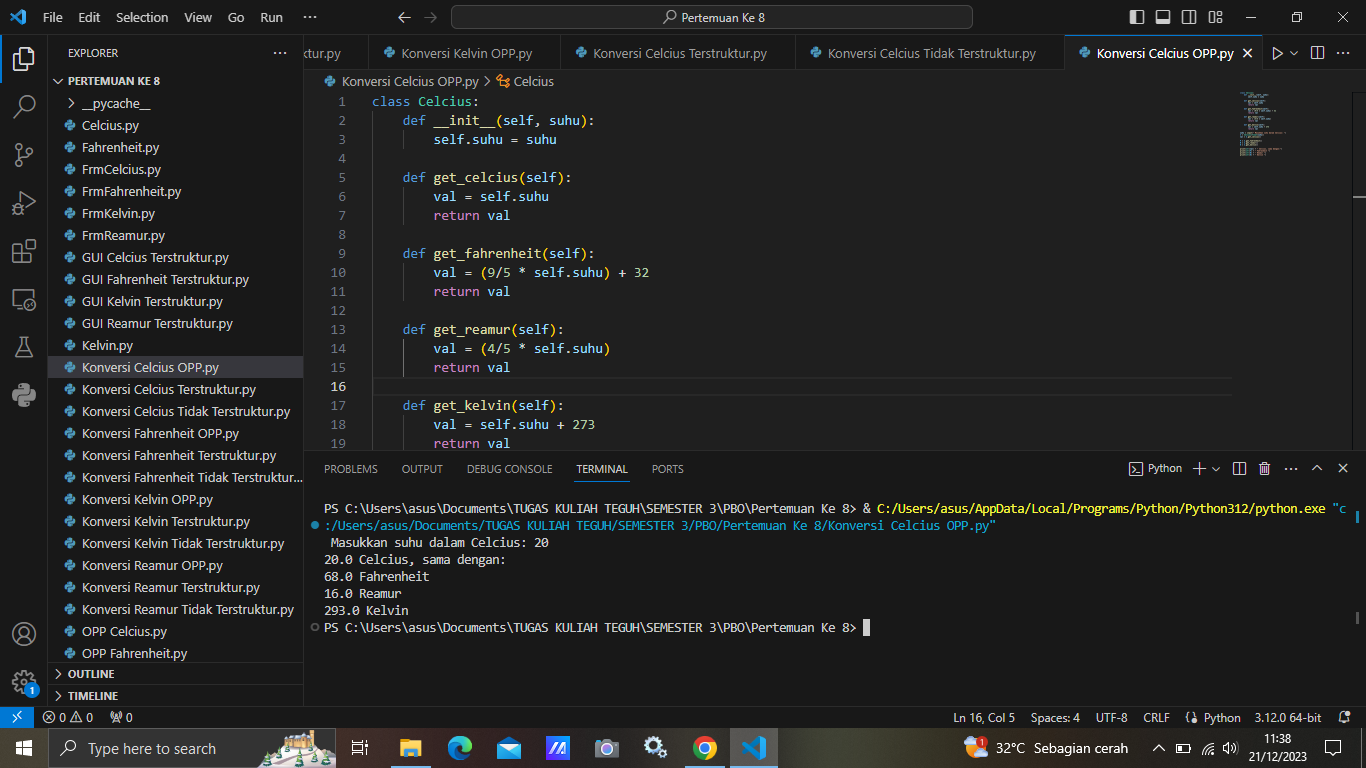 File Edit Selection View Go Run ···
Pertemuan Ke 8
EXPLORER
PERTEMUAN KE 8
__pycache__
Celcius.py
Fahrenheit.py
FrmCelcius.py
FrmFahrenheit.py
FrmKelvin.py
FrmReamur.py
GUI Celcius Terstruktur.py
GUI Fahrenheit Terstruktur.py
GUI Kelvin Terstruktur.py
GUI Reamur Terstruktur.py
Kelvin.py
Konversi Celcius OPP.py
Konversi Celcius Terstruktur.py
Konversi Celcius Tidak Terstruktur.py
Konversi Fahrenheit OPP.py
Konversi Fahrenheit Terstruktur.py
Konversi Fahrenheit Tidak Terstruktur...
Konversi Kelvin OPP.py
Konversi Kelvin Terstruktur.py
Konversi Kelvin Tidak Terstruktur.py
Konversi Reamur OPP.py
Konversi Reamur Terstruktur.py
Konversi Reamur Tidak Terstruktur.py
OPP Celcius.py
OPP Fahrenheit.py
OUTLINE
TIMELINE
1
ktur.py Konversi Kelvin OPP.py Konversi Celcius Terstruktur.py Konversi Celcius Tidak Terstruktur.py Konversi Celcius OPP.py
Konversi Celcius OPP.py > Celcius
1 class Celcius:
2 def __init__(self, suhu):
3 self.suhu = suhu
4
5 def get_celcius(self):
6 val = self.suhu
7 return val
8
9 def get_fahrenheit(self):
10 val = (9/5 * self.suhu) + 32
11 return val
12
13 def get_reamur(self):
14 val = (4/5 * self.suhu)
15 return val
16
17 def get_kelvin(self):
18 val = self.suhu + 273
19 return val
PROBLEMS OUTPUT DEBUG CONSOLE TERMINAL PORTS
Python
PS C:\Users\asus\Documents\TUGAS KULIAH TEGUH\SEMESTER 3\PBO\Pertemuan Ke 8> & C:/Users/asus/AppData/Local/Programs/Python/Python312/python.exe "c
:/Users/asus/Documents/TUGAS KULIAH TEGUH/SEMESTER 3/PBO/Pertemuan Ke 8/Konversi Celcius OPP.py"
Masukkan suhu dalam Celcius: 20
20.0 Celcius, sama dengan:
68.0 Fahrenheit
16.0 Reamur
293.0 Kelvin
PS C:\Users\asus\Documents\TUGAS KULIAH TEGUH\SEMESTER 3\PBO\Pertemuan Ke 8>
0 0 0 Ln 16, Col 5 Spaces: 4 UTF-8 CRLF Python 3.12.0 64-bit
Type here to search
1 32°C Sebagian cerah
11:38
21/12/2023